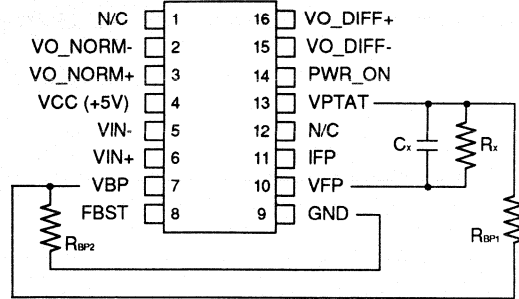 N/C 1 16 VO_DIFF+
VO_NORM- 2 15 VO_DIFF-
VO_NORM+ 3 14 PWR_ON
VCC (+5V) 4 13 VPTAT
VIN- 5 12 N/C
VIN+ 6 11 IFP
VBP 7 10 VFP
FBST 8 9 GND
Cx Rx
RBP2 RBP1